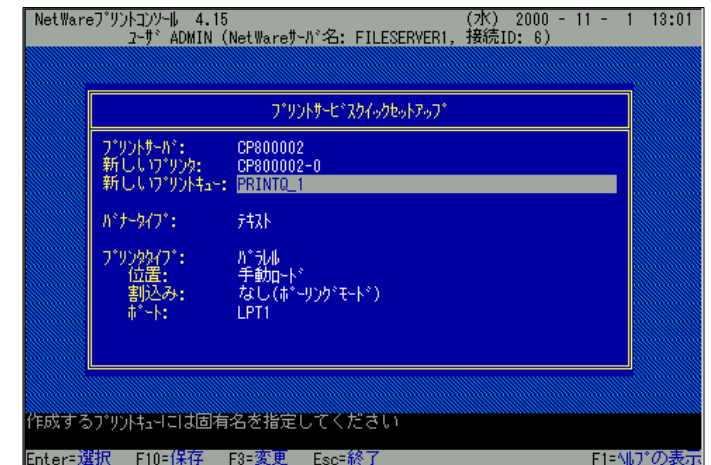 NetWareﾌﾟﾘﾝﾄｺﾝｿｰﾙ 4.15 (水) 2000 - 11 - 1 13:01
ﾕｰｻﾞ ADMIN (NetWareｻｰﾊﾞ名: FILESERVER1, 接続ID: 6)
ﾌﾟﾘﾝﾄｻｰﾋﾞｽｸｲｯｸｾｯﾄｱｯﾌﾟ
ﾌﾟﾘﾝﾄｻｰﾊﾞ: CP800002
新しいﾌﾟﾘﾝﾀ: CP800002-0
新しいﾌﾟﾘﾝﾄｷｭｰ: PRINTQ_1
ﾊﾞﾅｰﾀｲﾌﾟ: ﾃｷｽﾄ
ﾌﾟﾘﾝﾀﾀｲﾌﾟ: ﾊﾟﾗﾚﾙ
位置: 手動ﾛｰﾄﾞ
割込み: なし(ﾎﾟｰﾘﾝｸﾞﾓｰﾄﾞ)
ﾎﾟｰﾄ: LPT1
作成するﾌﾟﾘﾝﾄｷｭｰには固有名を指定してください
Enter=選択 F10=保存 F3=変更 Esc=終了 F1=ﾍﾙﾌﾟの表示